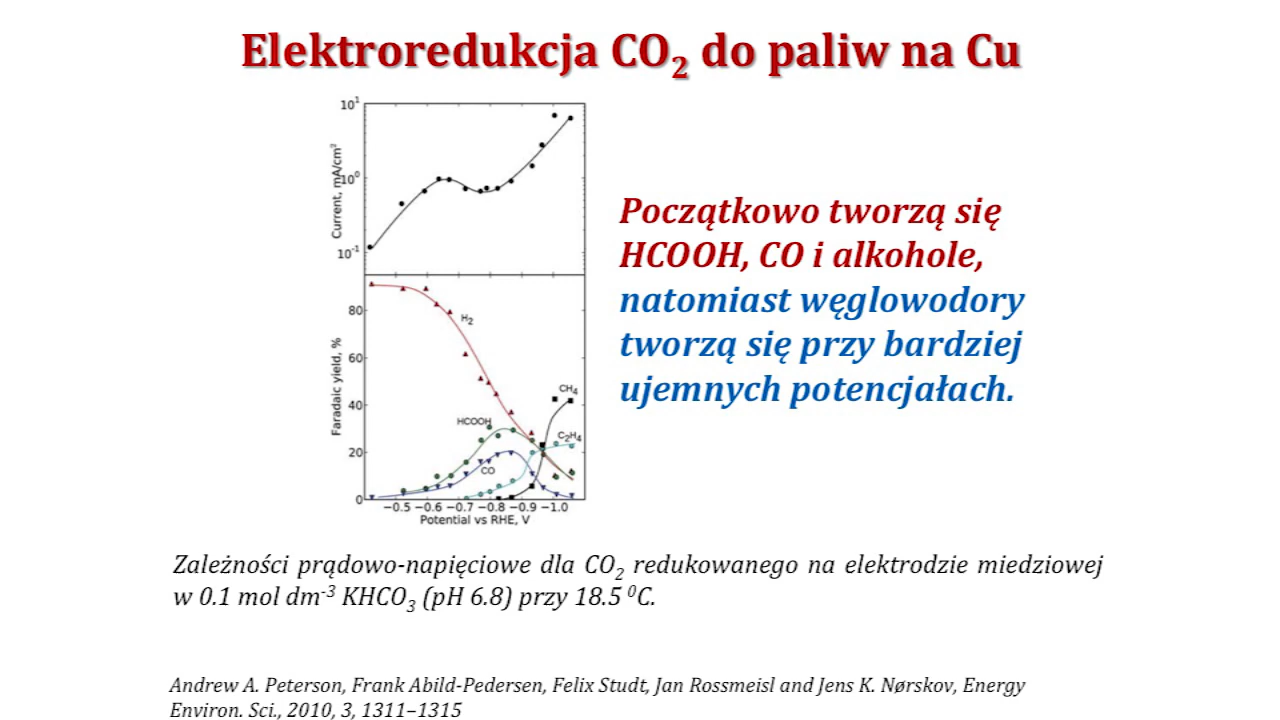 Elektroredukcja CO₂ do paliw na Cu
10¹
10⁰
10⁻¹
Current, mA/cm²
80
60
40
20
0
Faradaic yield, %
H₂
CH₄
HCOOH
C₂H₄
CO
−0.5 −0.6 −0.7 −0.8 −0.9 −1.0
Potential vs RHE, V
Początkowo tworzą się
HCOOH, CO i alkohole,
natomiast węglowodory
tworzą się przy bardziej
ujemnych potencjałach.
Zależności prądowo-napięciowe dla CO₂ redukowanego na elektrodzie miedziowej
w 0.1 mol dm⁻³ KHCO₃ (pH 6.8) przy 18.5 ⁰C.
Andrew A. Peterson, Frank Abild-Pedersen, Felix Studt, Jan Rossmeisl and Jens K. Nørskov, Energy
Environ. Sci., 2010, 3, 1311–1315